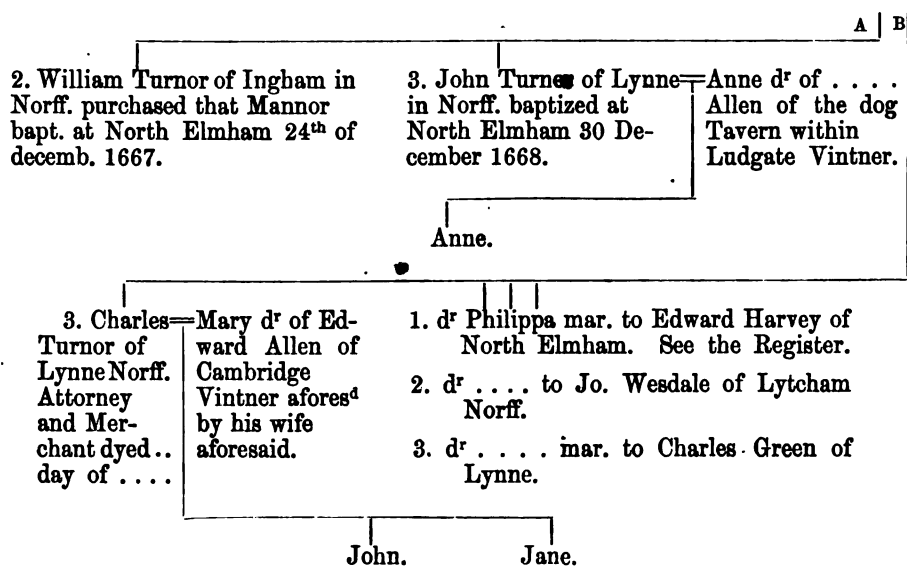 A | B
2. William Turnor of Ingham in
Norff. purchased that Mannor
bapt. at North Elmham 24th of
decemb. 1667.
3. John Turnor of Lynne
in Norff. baptized at
North Elmham 30 De-
cember 1668.
Anne dr of . . . .
Allen of the dog
Tavern within
Ludgate Vintner.
Anne.
3. Charles
Turnor of
Lynne Norff.
Attorney
and Mer-
chant dyed . .
day of . . . .
Mary dr of Ed-
ward Allen of
Cambridge
Vintner aforesd
by his wife
aforesaid.
1. dr Philippa mar. to Edward Harvey of
North Elmham. See the Register.
2. dr . . . . to Jo. Wesdale of Lytcham
Norff.
3. dr . . . . mar. to Charles Green of
Lynne.
John.
Jane.